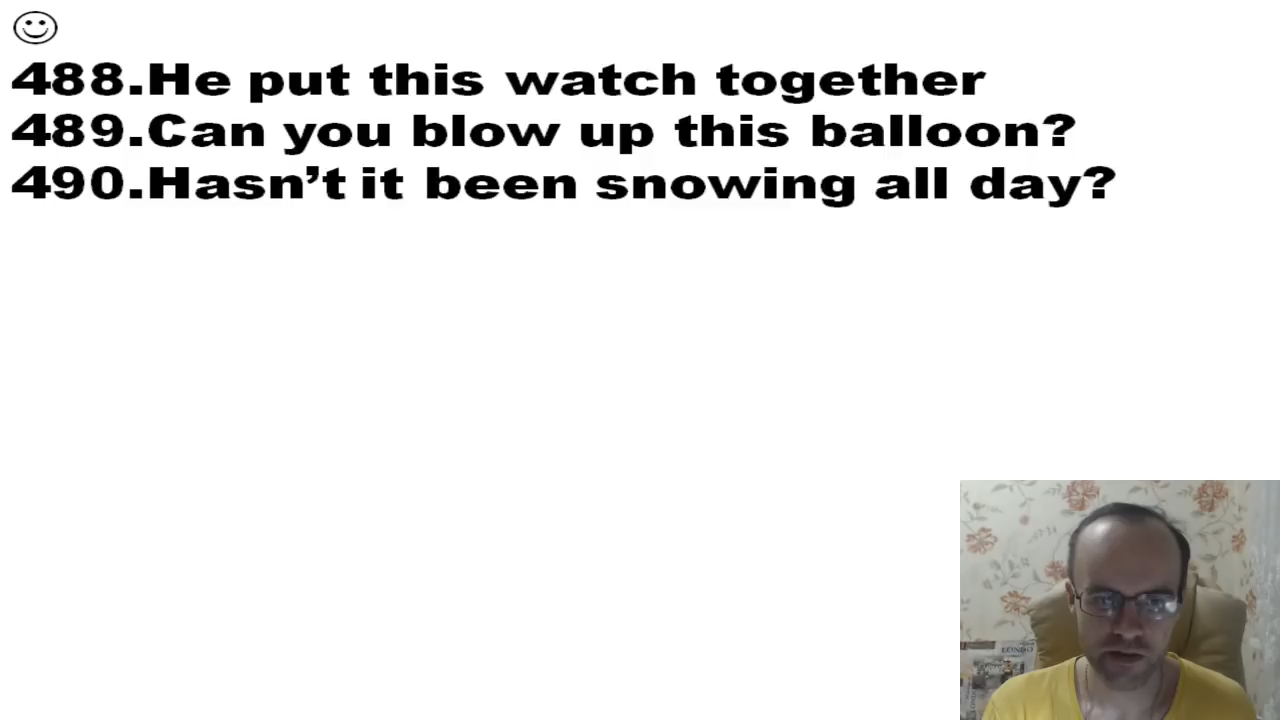 488.He put this watch together
489.Can you blow up this balloon?
490.Hasn’t it been snowing all day?
LONDO